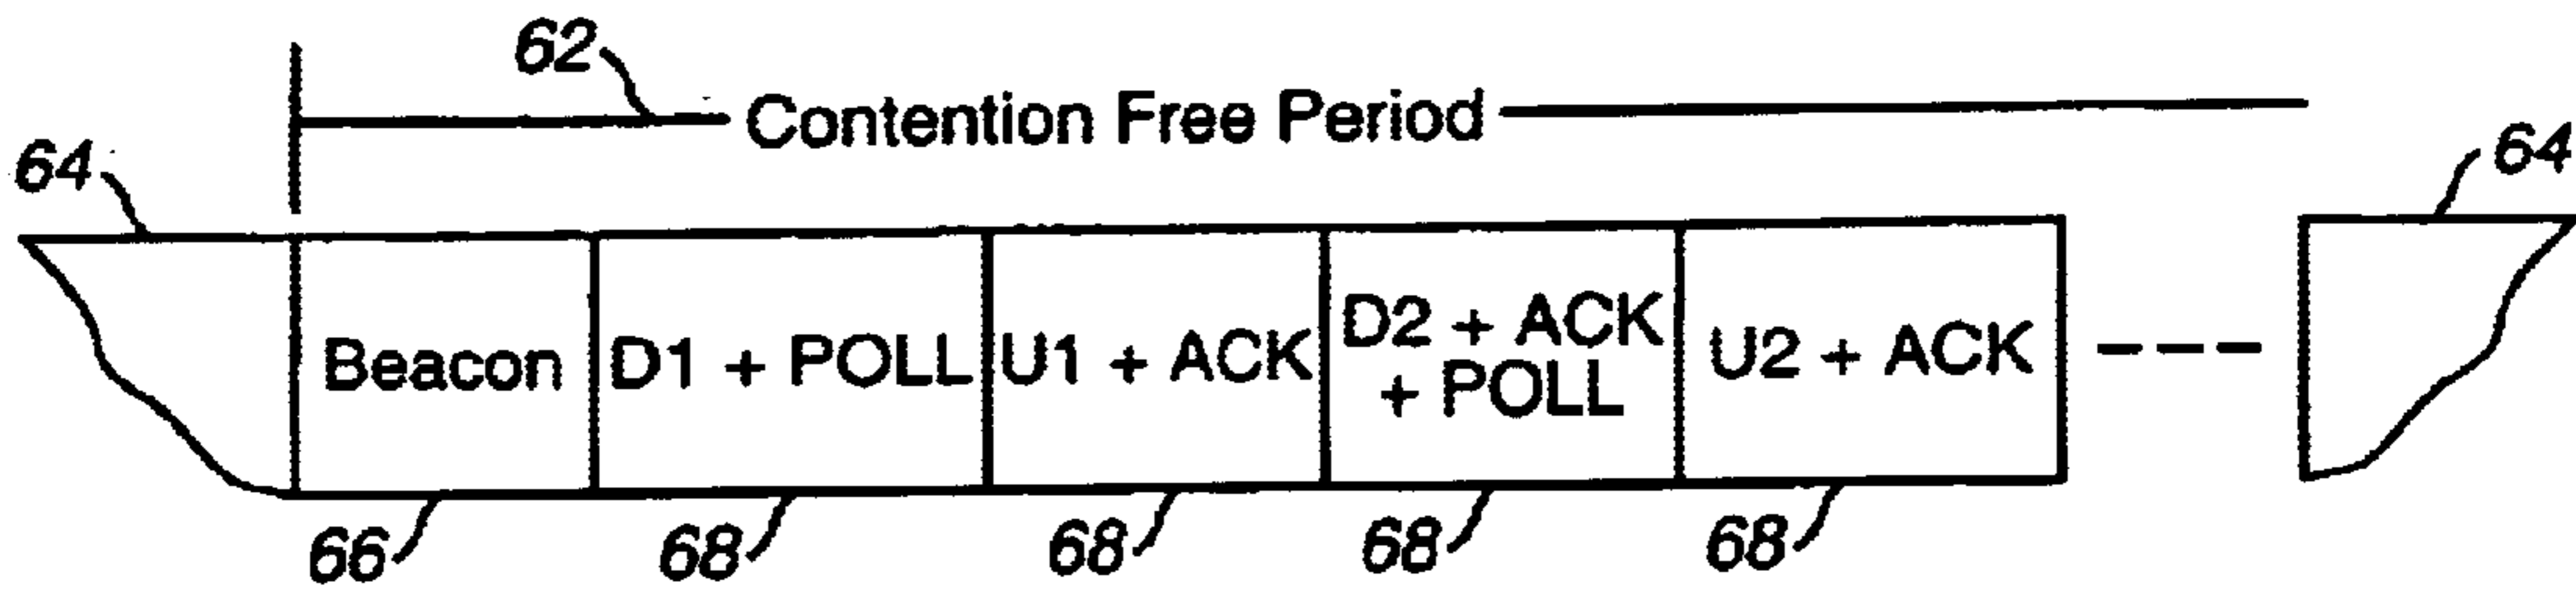 62
Contention Free Period
64
64
Beacon
D1 + POLL
U1 + ACK
D2 + ACK
+ POLL
U2 + ACK
66
68
68
68
68